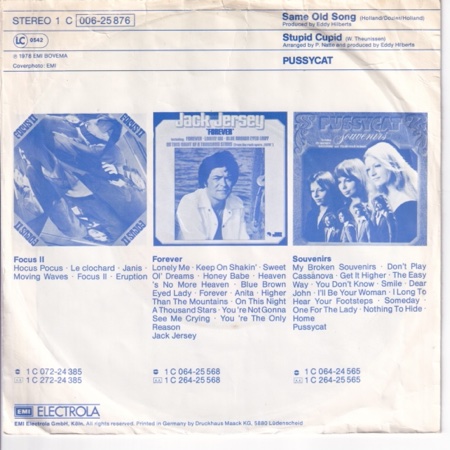 STEREO 1 C 006-25 876
LC 0542
℗ 1978 EMI BOVEMA
Coverphoto: EMI
Same Old Song (Holland/Dozier/Holland)
Produced by Eddy Hilberts
Stupid Cupid (W. Theunissen)
Arranged by P. Natte and produced by Eddy Hilberts
PUSSYCAT
FOCUS II
FOCUS II
Jack Jersey
"FOREVER"
PUSSYCAT
Souvenirs
Focus II
Hocus Pocus · Le clochard · Janis ·
Moving Waves · Focus II · Eruption
1 C 072-24 385
1 C 272-24 385
Forever
Lonely Me · Keep On Shakin' · Sweet
Ol' Dreams · Honey Babe · Heaven
's No More Heaven · Blue Brown
Eyed Lady · Forever · Anita · Higher
Than The Mountains · On This Night
A Thousand Stars · You 're Not Gonna
See Me Crying · You 're The Only
Reason
Jack Jersey
1 C 064-25 568
1 C 264-25 568
Souvenirs
My Broken Souvenirs · Don't Play
Cassànova · Get It Higher · The Easy
Way · You Don't Know · Smile · Dear
John · I'll Be Your Woman · I Long To
Hear Your Footsteps · Someday ·
One For The Lady · Nothing To Hide ·
Home
Pussycat
1 C 064-24 565
1 C 264-25 565
EMI ELECTROLA
EMI Electrola GmbH, Köln, All rights reserved. Printed in Germany by Druckhaus Maack KG, 5880 Lüdenscheid